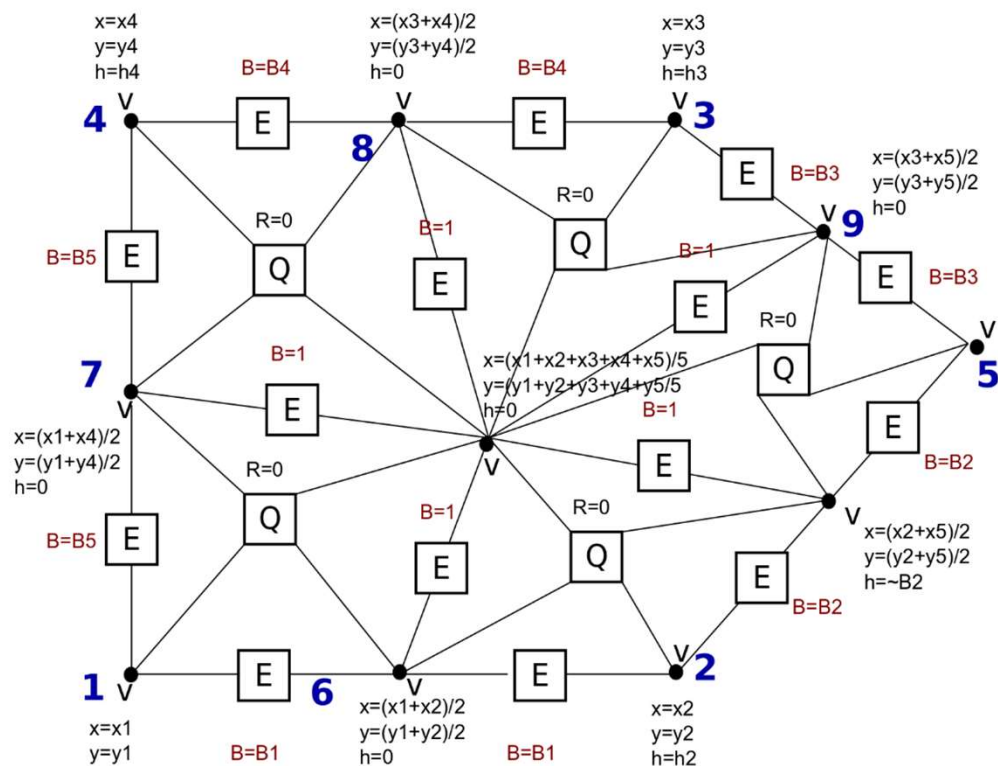 x=x4
y=y4
h=h4
x=(x3+x4)/2
y=(y3+y4)/2
h=0
x=x3
y=y3
h=h3
B=B4
B=B4
V
V
V
4
E
8
E
3
E
B=B3
x=(x3+x5)/2
y=(y3+y5)/2
h=0
V
9
R=0
R=0
B=1
B=1
B=B5
E
Q
Q
E
E
E
B=B3
R=0
V
5
7
V
B=1
E
x=(x1+x2+x3+x4+x5)/5
y=(y1+y2+y3+y4+y5/5
h=0
Q
B=1
E
B=B2
x=(x1+x4)/2
y=(y1+y4)/2
h=0
V
E
R=0
R=0
B=1
V
x=(x2+x5)/2
y=(y2+y5)/2
h=~B2
B=B5
E
Q
E
Q
E
B=B2
1
V
E
6
V
E
V
2
x=x1
y=y1
B=B1
x=(x1+x2)/2
y=(y1+y2)/2
h=0
B=B1
x=x2
y=y2
h=h2